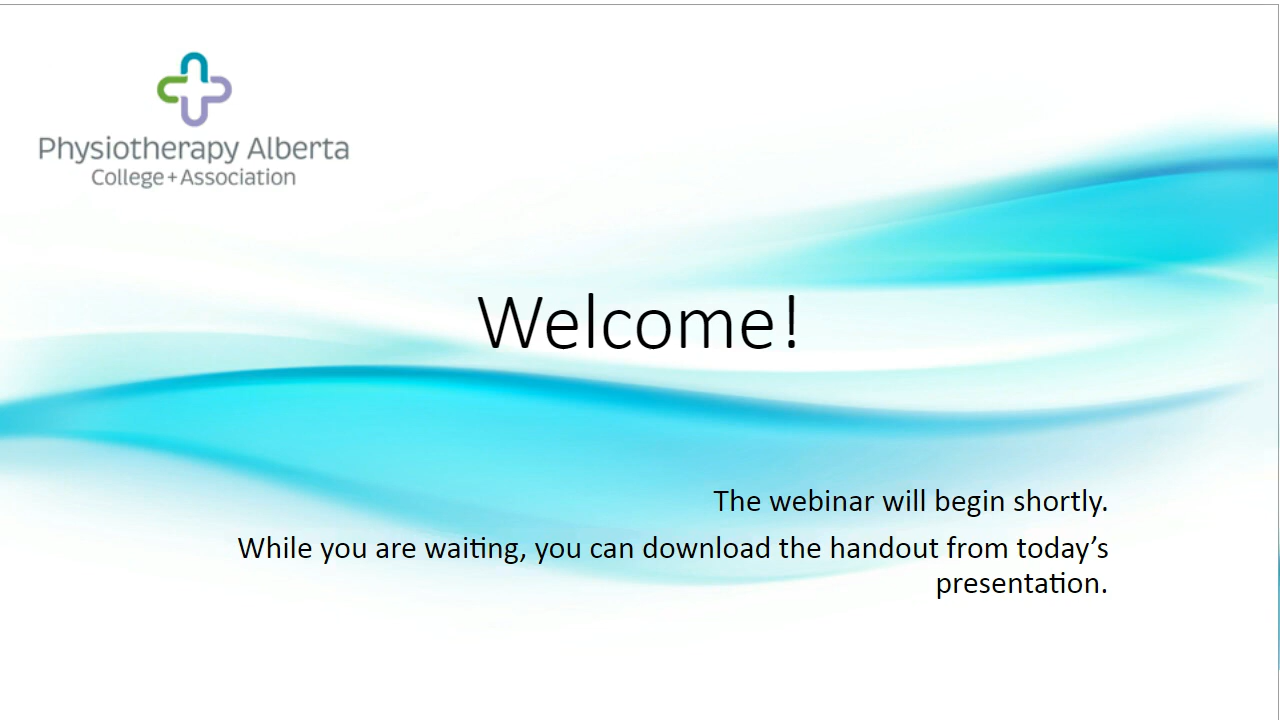 Physiotherapy Alberta
College + Association
Welcome!
The webinar will begin shortly.
While you are waiting, you can download the handout from today’s
presentation.